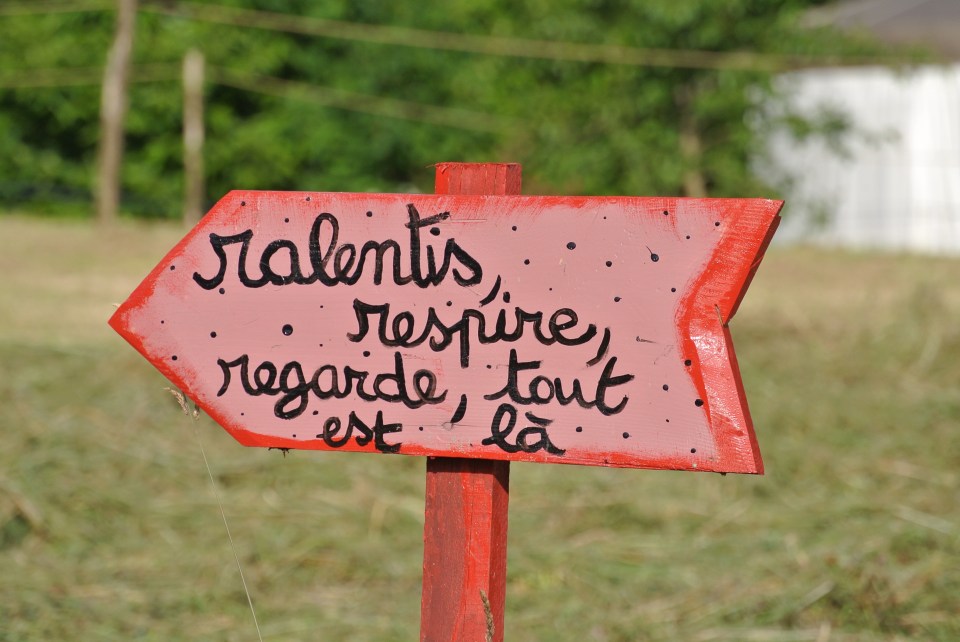 ralentis,
respire,
regarde, tout
est là